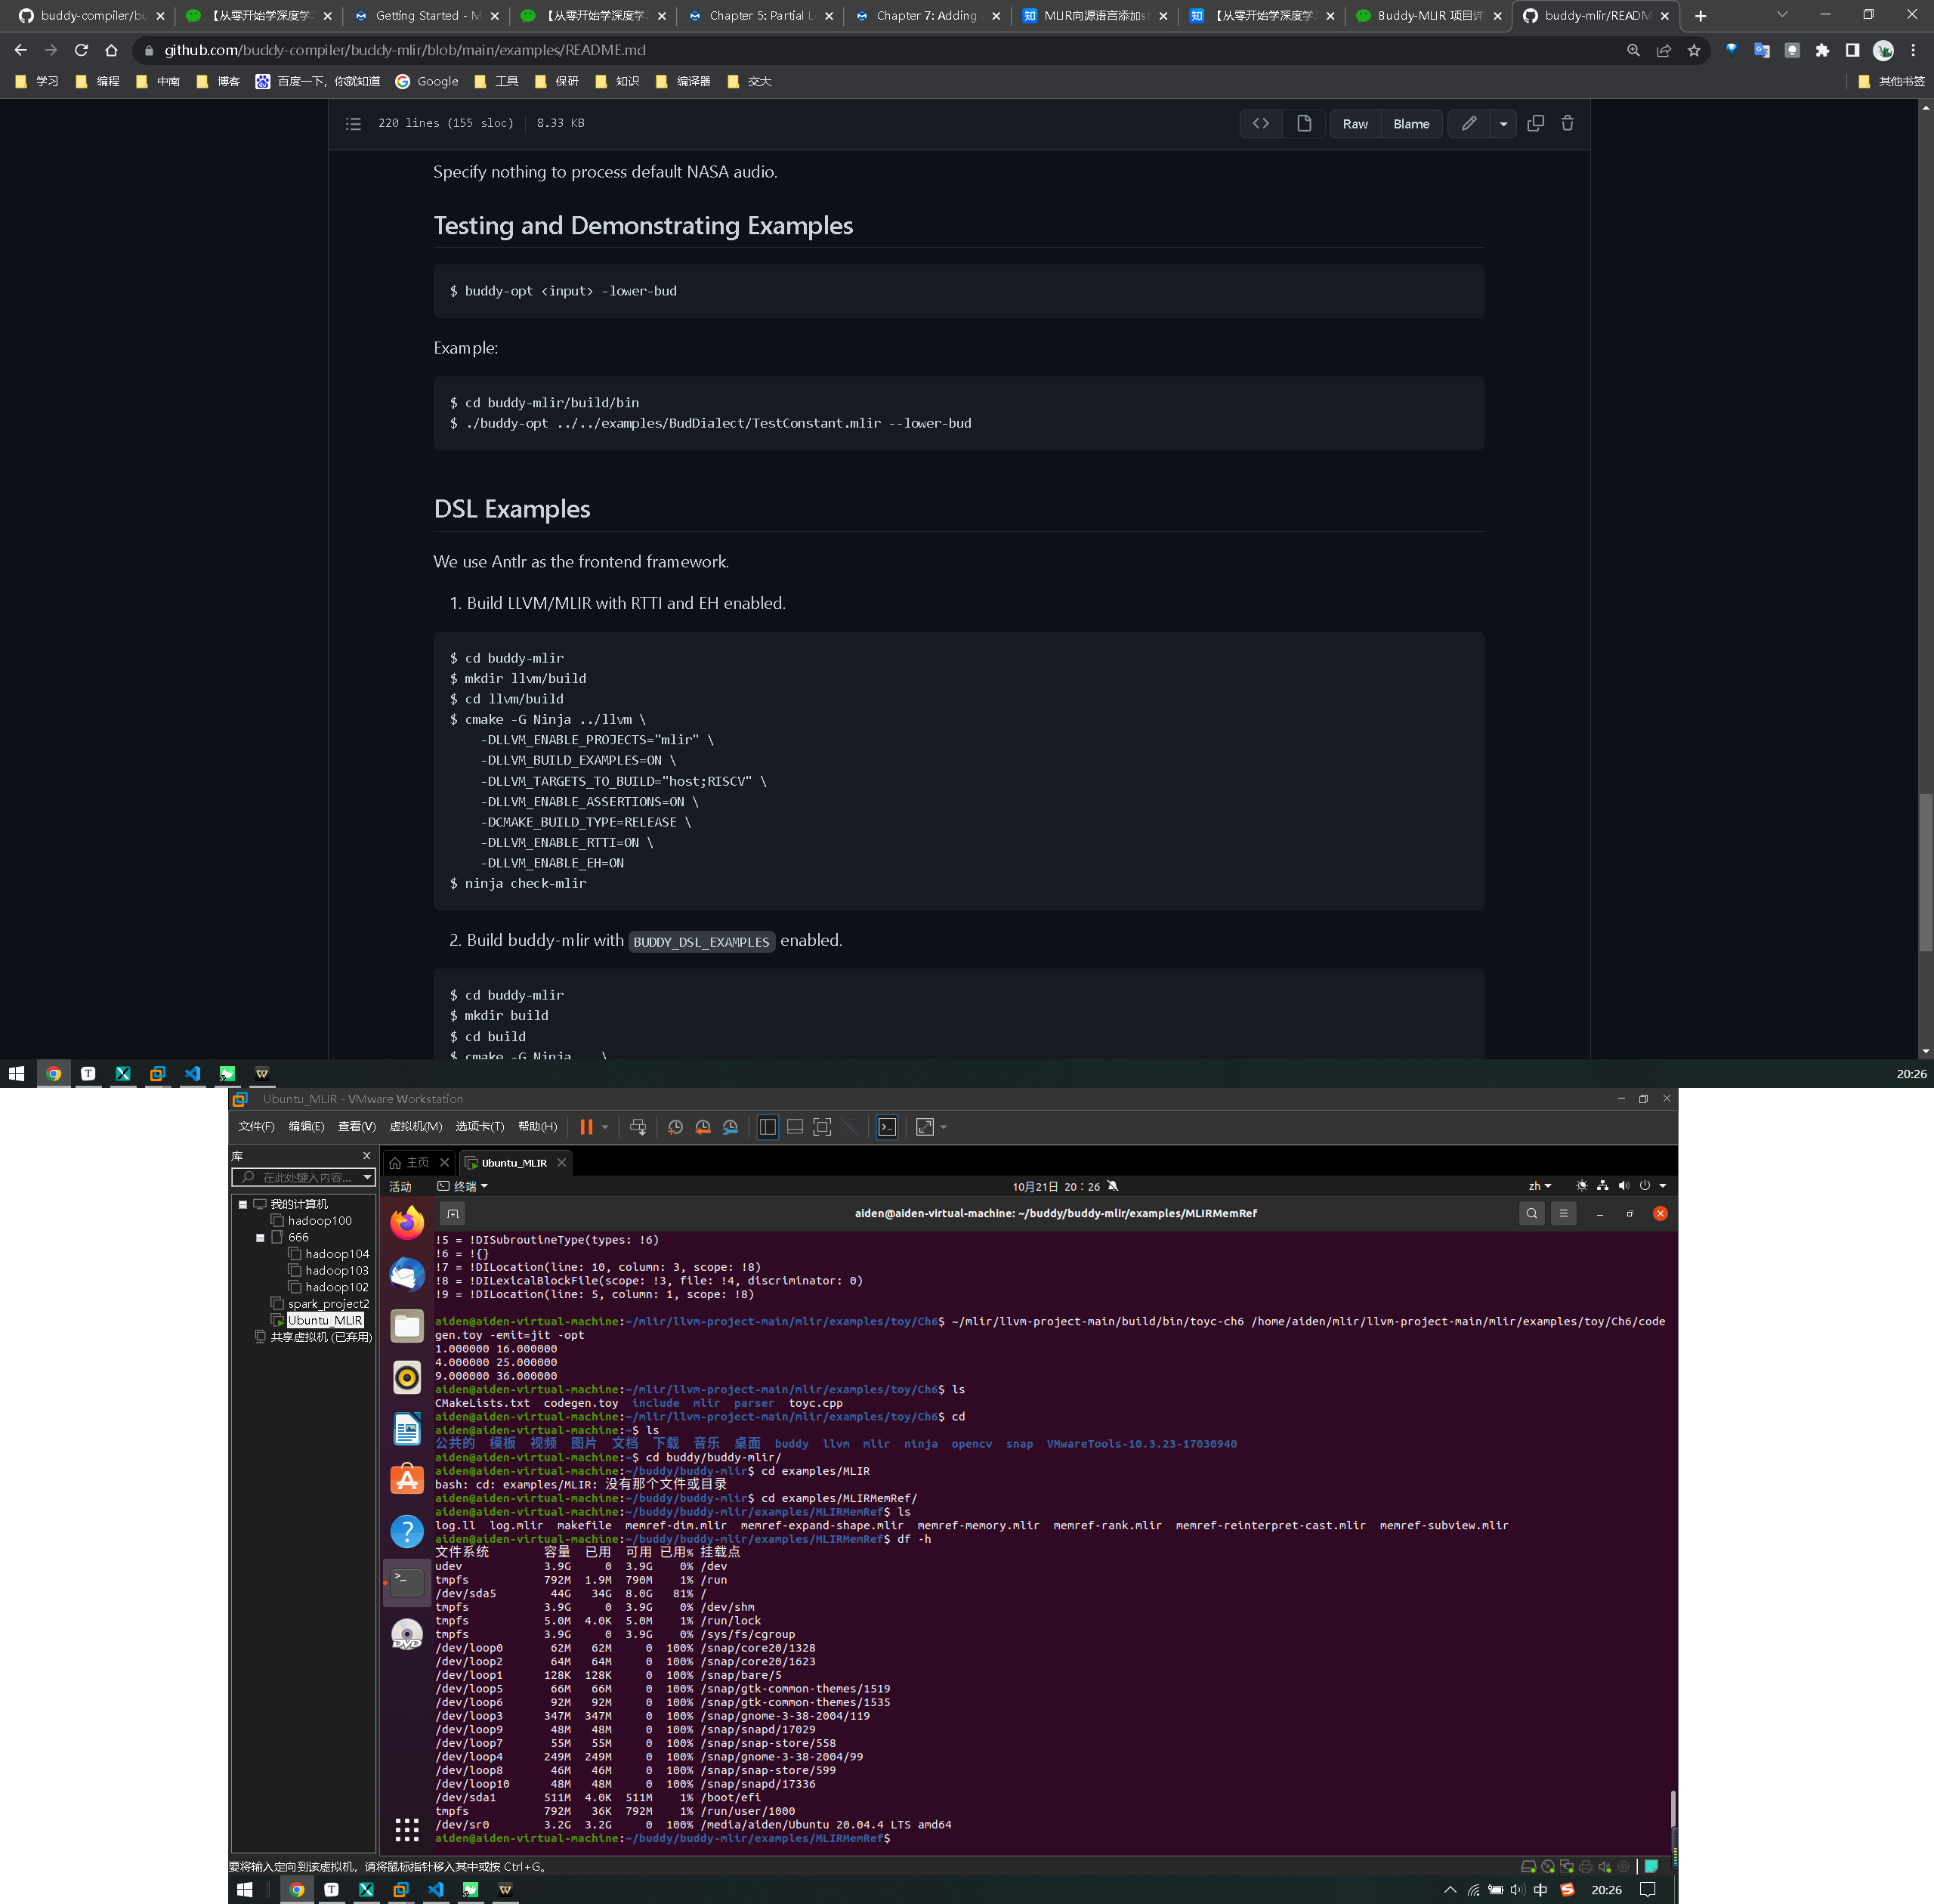 buddy-compiler/bu
【从零开始学深度学习
Getting Started - M
【从零开始学深度学
Chapter 5: Partial L
Chapter 7: Adding
MLIR向源语言添加st
【从零开始学深度学
Buddy-MLIR 项目详
buddy-mlir/READM
github.com/buddy-compiler/buddy-mlir/blob/main/examples/README.md
学习 编程 中南 博客 百度一下，你就知道 Google 工具 保研 知识 编译器 交大 其他书签
220 lines (155 sloc) 8.33 KB Raw Blame
Specify nothing to process default NASA audio.
Testing and Demonstrating Examples
$ buddy-opt <input> -lower-bud
Example:
$ cd buddy-mlir/build/bin
$ ./buddy-opt ../../examples/BudDialect/TestConstant.mlir --lower-bud
DSL Examples
We use Antlr as the frontend framework.
1. Build LLVM/MLIR with RTTI and EH enabled.
$ cd buddy-mlir
$ mkdir llvm/build
$ cd llvm/build
$ cmake -G Ninja ../llvm \
-DLLVM_ENABLE_PROJECTS="mlir" \
-DLLVM_BUILD_EXAMPLES=ON \
-DLLVM_TARGETS_TO_BUILD="host;RISCV" \
-DLLVM_ENABLE_ASSERTIONS=ON \
-DCMAKE_BUILD_TYPE=RELEASE \
-DLLVM_ENABLE_RTTI=ON \
-DLLVM_ENABLE_EH=ON
$ ninja check-mlir
2. Build buddy-mlir with BUDDY_DSL_EXAMPLES enabled.
$ cd buddy-mlir
$ mkdir build
$ cd build
$ cmake -G Ninja .. \
20:26
Ubuntu_MLIR - VMware Workstation
文件(F) 编辑(E) 查看(V) 虚拟机(M) 选项卡(T) 帮助(H)
库
在此处键入内容...
我的计算机
hadoop100
666
hadoop104
hadoop103
hadoop102
spark_project2
Ubuntu_MLIR
共享虚拟机 (已弃用)
主页 Ubuntu_MLIR
活动 终端 10月21日 20：26 zh
aiden@aiden-virtual-machine: ~/buddy/buddy-mlir/examples/MLIRMemRef
!5 = !DISubroutineType(types: !6)
!6 = !{}
!7 = !DILocation(line: 10, column: 3, scope: !8)
!8 = !DILexicalBlockFile(scope: !3, file: !4, discriminator: 0)
!9 = !DILocation(line: 5, column: 1, scope: !8)
aiden@aiden-virtual-machine:~/mlir/llvm-project-main/mlir/examples/toy/Ch6$ ~/mlir/llvm-project-main/build/bin/toyc-ch6 /home/aiden/mlir/llvm-project-main/mlir/examples/toy/Ch6/code
gen.toy -emit=jit -opt
1.000000 16.000000
4.000000 25.000000
9.000000 36.000000
aiden@aiden-virtual-machine:~/mlir/llvm-project-main/mlir/examples/toy/Ch6$ ls
CMakeLists.txt codegen.toy include mlir parser toyc.cpp
aiden@aiden-virtual-machine:~/mlir/llvm-project-main/mlir/examples/toy/Ch6$ cd
aiden@aiden-virtual-machine:~$ ls
公共的 模板 视频 图片 文档 下载 音乐 桌面 buddy llvm mlir ninja opencv snap VMwareTools-10.3.23-17030940
aiden@aiden-virtual-machine:~$ cd buddy/buddy-mlir/
aiden@aiden-virtual-machine:~/buddy/buddy-mlir$ cd examples/MLIR
bash: cd: examples/MLIR: 没有那个文件或目录
aiden@aiden-virtual-machine:~/buddy/buddy-mlir$ cd examples/MLIRMemRef/
aiden@aiden-virtual-machine:~/buddy/buddy-mlir/examples/MLIRMemRef$ ls
log.ll log.mlir makefile memref-dim.mlir memref-expand-shape.mlir memref-memory.mlir memref-rank.mlir memref-reinterpret-cast.mlir memref-subview.mlir
aiden@aiden-virtual-machine:~/buddy/buddy-mlir/examples/MLIRMemRef$ df -h
文件系统 容量 已用 可用 已用% 挂载点
udev 3.9G 0 3.9G 0% /dev
tmpfs 792M 1.9M 790M 1% /run
/dev/sda5 44G 34G 8.0G 81% /
tmpfs 3.9G 0 3.9G 0% /dev/shm
tmpfs 5.0M 4.0K 5.0M 1% /run/lock
tmpfs 3.9G 0 3.9G 0% /sys/fs/cgroup
/dev/loop0 62M 62M 0 100% /snap/core20/1328
/dev/loop2 64M 64M 0 100% /snap/core20/1623
/dev/loop1 128K 128K 0 100% /snap/bare/5
/dev/loop5 66M 66M 0 100% /snap/gtk-common-themes/1519
/dev/loop6 92M 92M 0 100% /snap/gtk-common-themes/1535
/dev/loop3 347M 347M 0 100% /snap/gnome-3-38-2004/119
/dev/loop9 48M 48M 0 100% /snap/snapd/17029
/dev/loop7 55M 55M 0 100% /snap/snap-store/558
/dev/loop4 249M 249M 0 100% /snap/gnome-3-38-2004/99
/dev/loop8 46M 46M 0 100% /snap/snap-store/599
/dev/loop10 48M 48M 0 100% /snap/snapd/17336
/dev/sda1 511M 4.0K 511M 1% /boot/efi
tmpfs 792M 36K 792M 1% /run/user/1000
/dev/sr0 3.2G 3.2G 0 100% /media/aiden/Ubuntu 20.04.4 LTS amd64
aiden@aiden-virtual-machine:~/buddy/buddy-mlir/examples/MLIRMemRef$
要将输入定向到该虚拟机，请将鼠标指针移入其中或按 Ctrl+G。
中 20:26